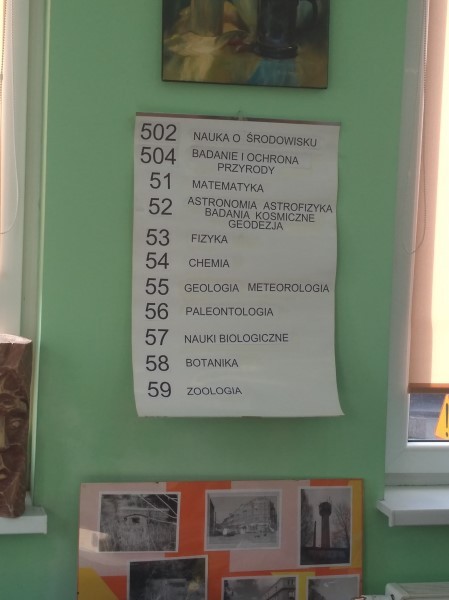 502 NAUKA O ŚRODOWISKU
504 BADANIE I OCHRONA
PRZYRODY
51 MATEMATYKA
52 ASTRONOMIA ASTROFIZYKA
BADANIA KOSMICZNE
GEODEZJA
53 FIZYKA
54 CHEMIA
55 GEOLOGIA METEOROLOGIA
56 PALEONTOLOGIA
57 NAUKI BIOLOGICZNE
58 BOTANIKA
59 ZOOLOGIA